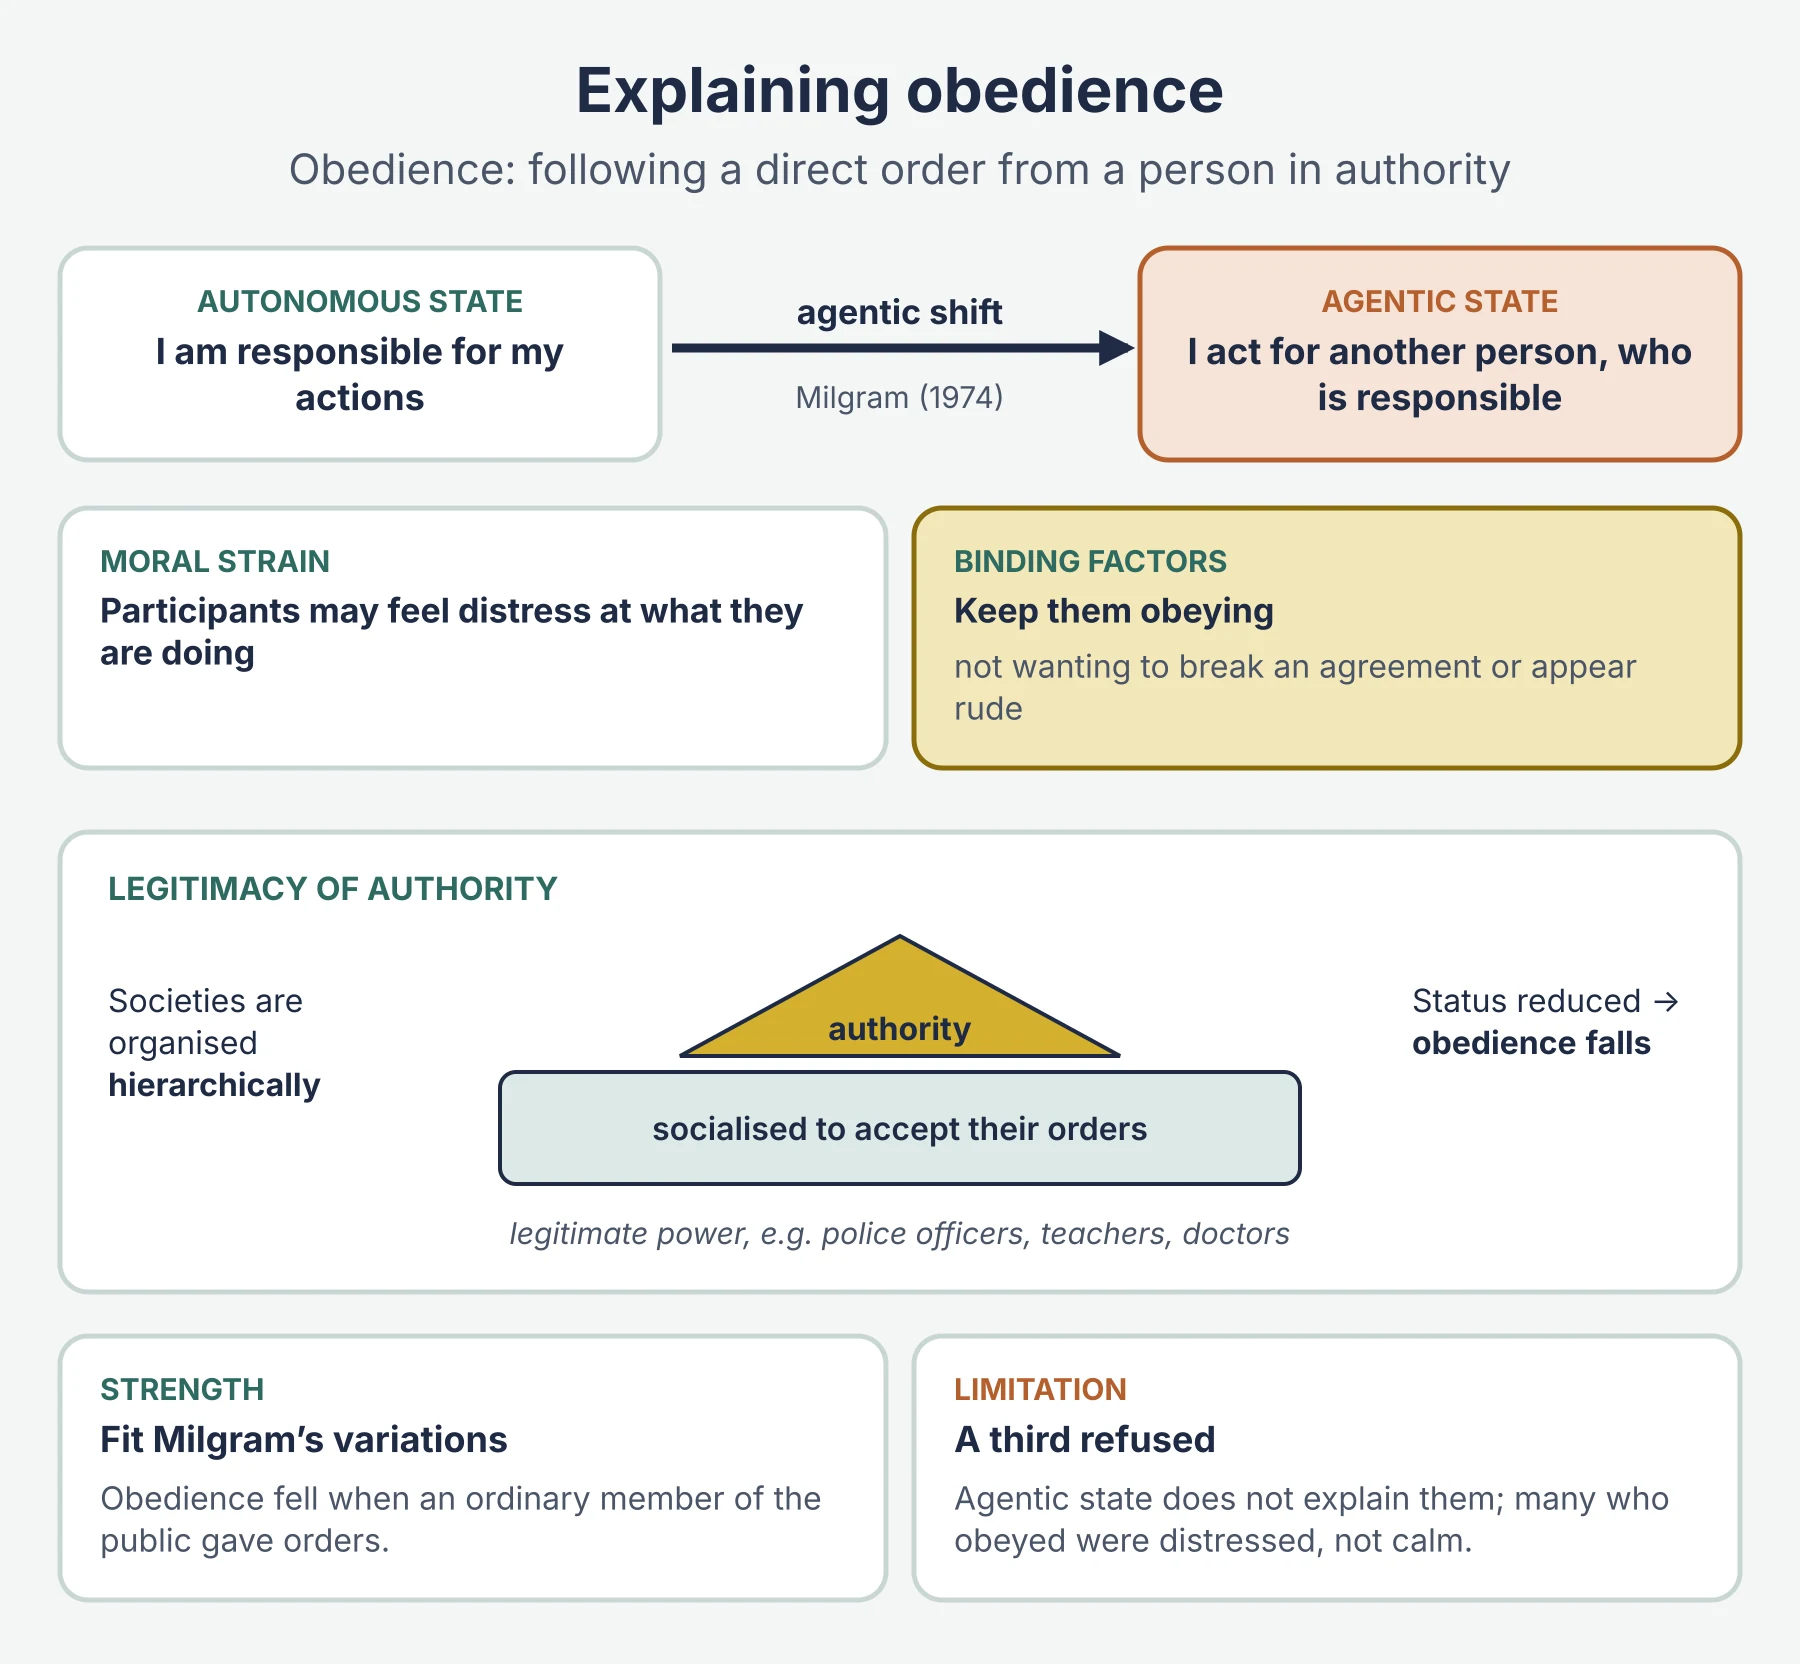 Explaining obedience
Obedience: following a direct order from a person in authority
AUTONOMOUS STATE
I am responsible for my
actions
agentic shift
Milgram (1974)
AGENTIC STATE
I act for another person, who
is responsible
MORAL STRAIN
Participants may feel distress at what they
are doing
BINDING FACTORS
Keep them obeying
not wanting to break an agreement or appear
rude
LEGITIMACY OF AUTHORITY
Societies are
organised
hierarchically
authority
socialised to accept their orders
legitimate power, e.g. police officers, teachers, doctors
Status reduced →
obedience falls
STRENGTH
Fit Milgram’s variations
Obedience fell when an ordinary member of the
public gave orders.
LIMITATION
A third refused
Agentic state does not explain them; many who
obeyed were distressed, not calm.